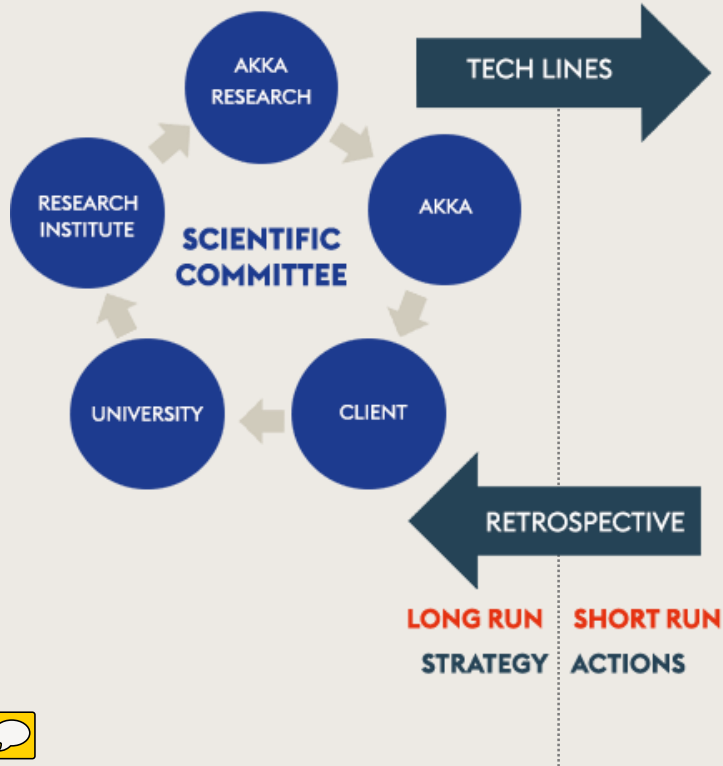 AKKA
RESEARCH
TECH LINES
RESEARCH
INSTITUTE
AKKA
SCIENTIFIC
COMMITTEE
UNIVERSITY
CLIENT
RETROSPECTIVE
LONG RUN
SHORT RUN
STRATEGY
ACTIONS